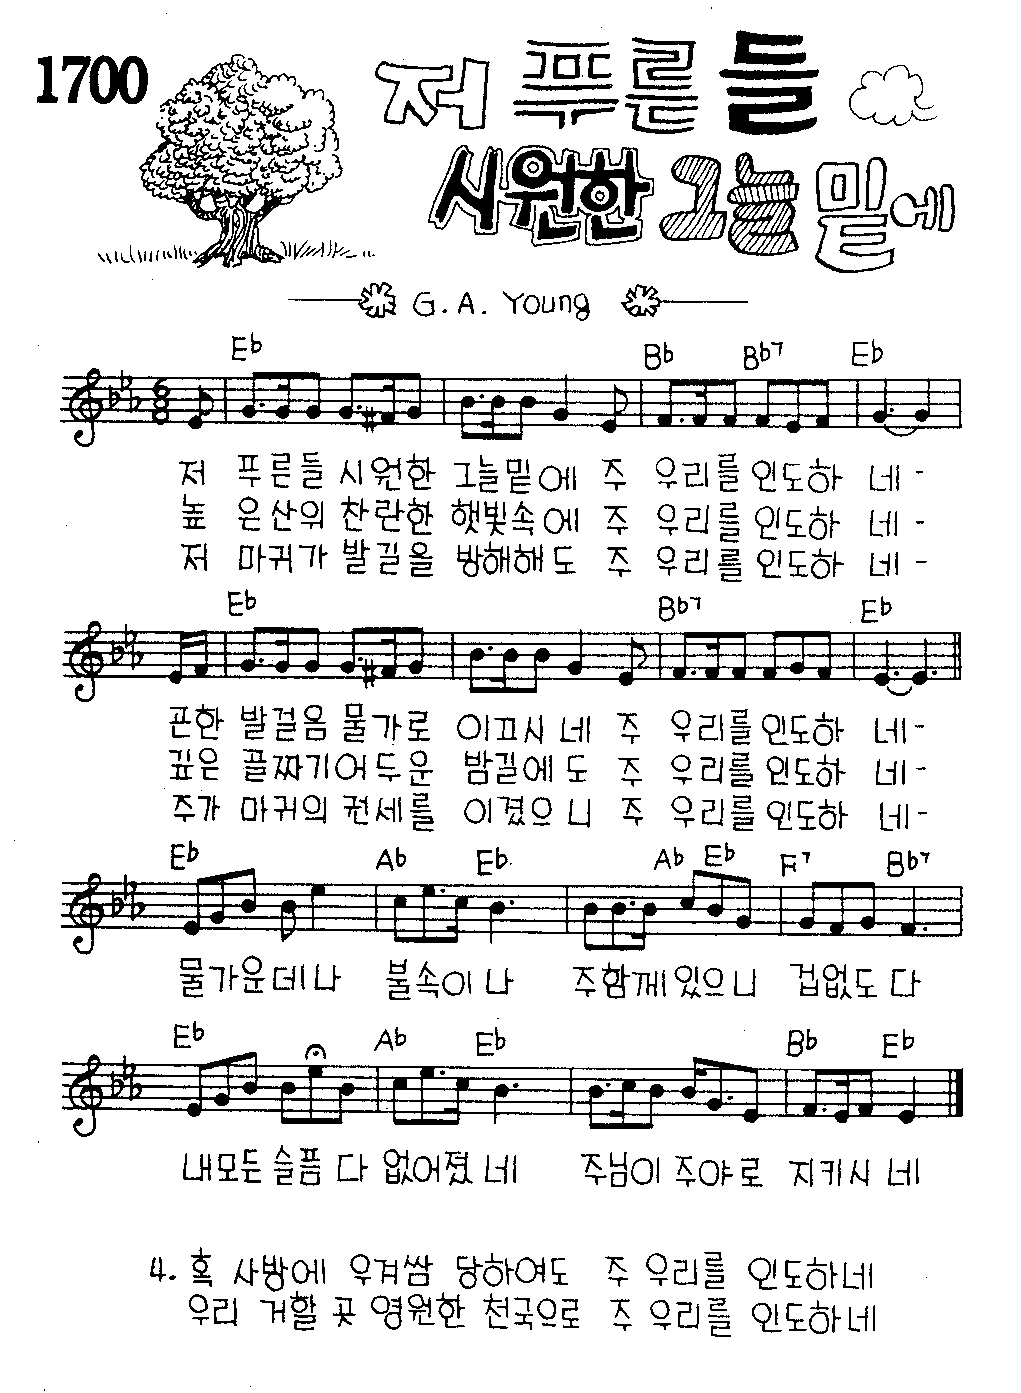 1700
저 푸른들
시원한 그늘 밑에
G. A. Young
Eb Bb Bb7 Eb
저 푸른들 시원한 그늘밑에 주 우리를 인도하 네-
높 은산위 찬란한 햇빛속에 주 우리를 인도하 네-
저 마귀가 발길을 방해해도 주 우리를 인도하 네-
Eb Bb7 Eb
곤한 발걸음 물가로 이끄시네 주 우리를 인도하 네-
깊은 골짜기어두운 밤길에도 주 우리를 인도하 네-
주가 마귀의 권세를 이겼으니 주 우리를 인도하 네-
Eb Ab Eb Ab Eb F7 Bb7
물가운데나 불속이나 주함께있으니 겁없도다
Eb Ab Eb Bb Eb
내모든슬픔 다 없어졌네 주님이 주야로 지키시네
4. 혹 사방에 우겨쌈 당하여도 주 우리를 인도하네
우리 거할 곳 영원한 천국으로 주 우리를 인도하네